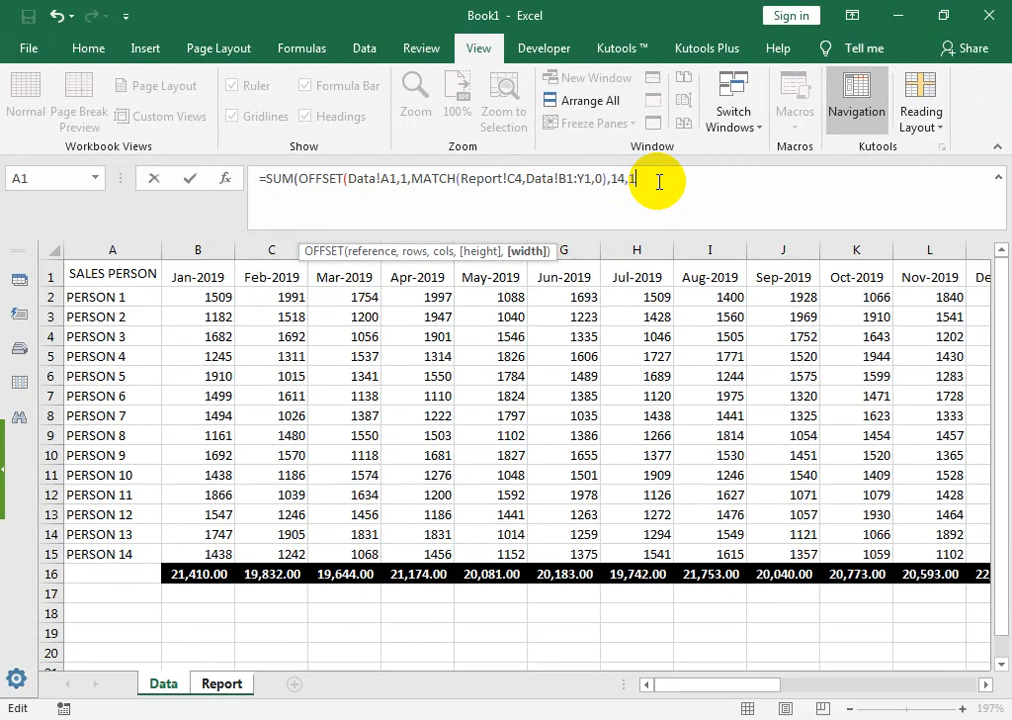 Book1 - Excel
Sign in
File Home Insert Page Layout Formulas Data Review View Developer Kutools ™ Kutools Plus Help Tell me Share
Normal
Page Break Preview
Page Layout
Custom Views
Workbook Views
Ruler
Formula Bar
Gridlines
Headings
Show
Zoom
100%
Zoom to Selection
Zoom
New Window
Arrange All
Freeze Panes
Switch Windows
Window
Macros
Macros
Navigation
Reading Layout
Kutools
A1
fx
=SUM(OFFSET(Data!A1,1,MATCH(Report!C4,Data!B1:Y1,0),14,1
OFFSET(reference, rows, cols, [height], [width])
A B C D E F G H I J K L
1 SALES PERSON Jan-2019 Feb-2019 Mar-2019 Apr-2019 May-2019 Jun-2019 Jul-2019 Aug-2019 Sep-2019 Oct-2019 Nov-2019 De
2 PERSON 1 1509 1991 1754 1997 1088 1693 1509 1400 1928 1066 1840
3 PERSON 2 1182 1518 1200 1947 1040 1223 1428 1560 1969 1910 1541
4 PERSON 3 1682 1692 1056 1901 1546 1335 1046 1505 1752 1643 1202
5 PERSON 4 1245 1311 1537 1314 1826 1606 1727 1771 1520 1944 1430
6 PERSON 5 1910 1015 1341 1550 1784 1489 1689 1244 1575 1599 1283
7 PERSON 6 1499 1611 1138 1110 1824 1385 1120 1975 1320 1471 1728
8 PERSON 7 1494 1026 1387 1222 1797 1035 1438 1441 1325 1623 1333
9 PERSON 8 1161 1480 1550 1503 1102 1386 1266 1814 1054 1454 1457
10 PERSON 9 1692 1570 1118 1681 1827 1655 1377 1530 1451 1520 1365
11 PERSON 10 1438 1186 1574 1276 1048 1501 1909 1246 1540 1409 1528
12 PERSON 11 1866 1039 1634 1200 1592 1978 1126 1627 1071 1079 1428
13 PERSON 12 1547 1246 1456 1186 1441 1263 1272 1476 1057 1930 1464
14 PERSON 13 1747 1905 1831 1831 1014 1259 1294 1549 1121 1066 1892
15 PERSON 14 1438 1242 1068 1456 1152 1375 1541 1615 1357 1059 1102
16 21,410.00 19,832.00 19,644.00 21,174.00 20,081.00 20,183.00 19,742.00 21,753.00 20,040.00 20,773.00 20,593.00 22
17
18
19
20
Data Report
Edit
197%